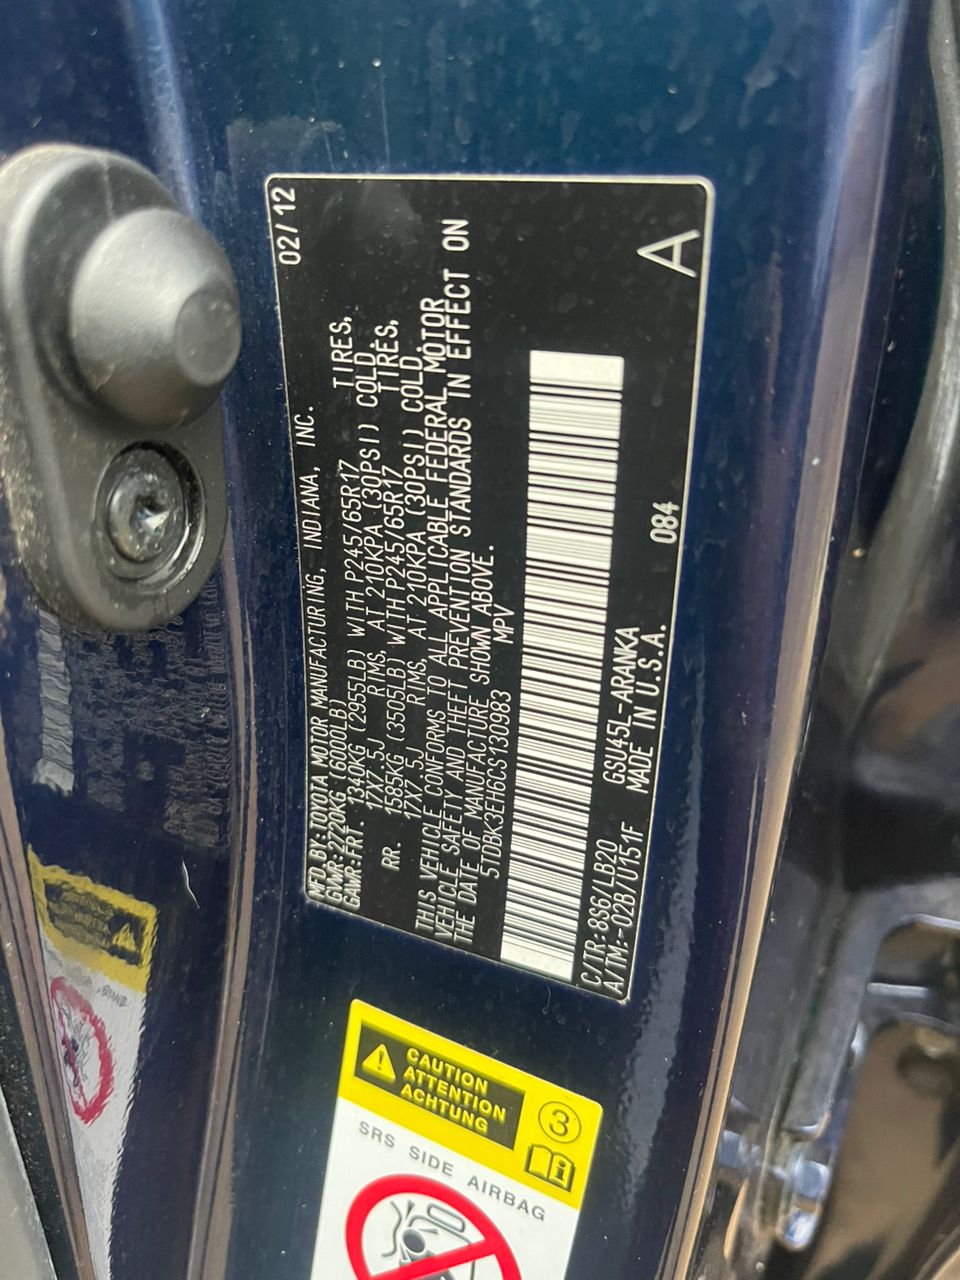 MFD. BY: TOYOTA MOTOR MANUFACTURING, INDIANA, INC. 02/12
GVWR: 2720KG (6000LB)
GAWR: FRT. 1340KG (2955LB) WITH P245/65R17 TIRES,
17X7.5J RIMS, AT 210KPA (30PSI) COLD
RR. 1585KG (3505LB) WITH P245/65R17 TIRES,
17X7.5J RIMS, AT 210KPA (30PSI) COLD
THIS VEHICLE CONFORMS TO ALL APPLICABLE FEDERAL MOTOR
VEHICLE SAFETY AND THEFT PREVENTION STANDARDS IN EFFECT ON
THE DATE OF MANUFACTURE SHOWN ABOVE.
5TDBK3EH6CS130983 MPV
C/TR: 8S6/LB20 GSU45L-ARANKA
A/TM: -02B/U151F MADE IN U.S.A. 084 A
CAUTION
ATTENTION
ACHTUNG
3
i
SRS SIDE AIRBAG